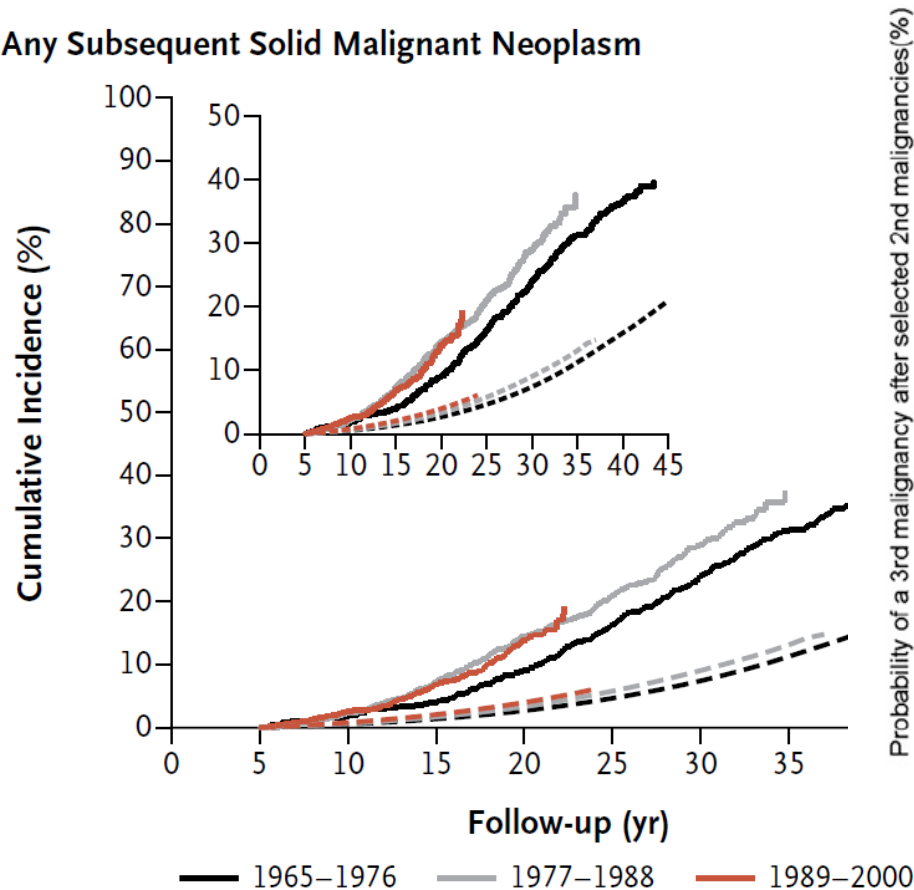 Any Subsequent Solid Malignant Neoplasm
Cumulative Incidence (%)
100
90
80
70
60
50
40
30
20
10
0
50
40
30
20
10
0
0 5 10 15 20 25 30 35 40 45
0 5 10 15 20 25 30 35
Follow-up (yr)
1965–1976 1977–1988 1989–2000
Probability of a 3rd malignancy after selected 2nd malignancies(%)